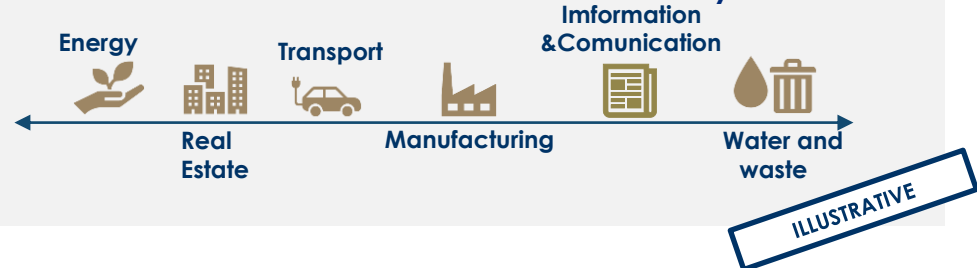 Energy
Real
Estate
Transport
Manufacturing
Imformation
&Comunication
Water and
waste
ILLUSTRATIVE